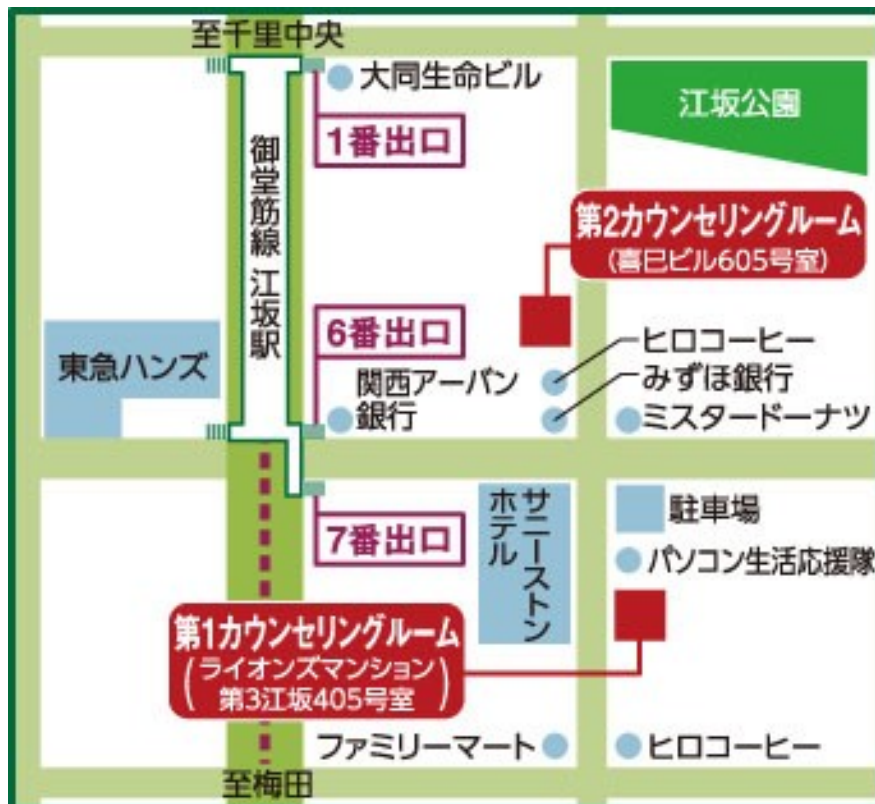 至千里中央
大同生命ビル
江坂公園
1番出口
御堂筋線 江坂駅
第2カウンセリングルーム
(喜巳ビル605号室)
6番出口
東急ハンズ
関西アーバン
銀行
ヒロコーヒー
みずほ銀行
ミスタードーナツ
サニーストン
ホテル
駐車場
7番出口
パソコン生活応援隊
第1カウンセリングルーム
(ライオンズマンション
第3江坂405号室)
ファミリーマート
ヒロコーヒー
至梅田